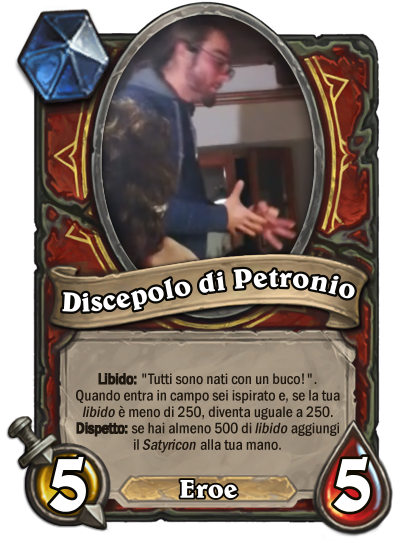 Discepolo di Petronio
Libido: "Tutti sono nati con un buco!".
Quando entra in campo sei ispirato e, se la tua
libido è meno di 250, diventa uguale a 250.
Dispetto: se hai almeno 500 di libido aggiungi
il Satyricon alla tua mano.
5
Eroe
5